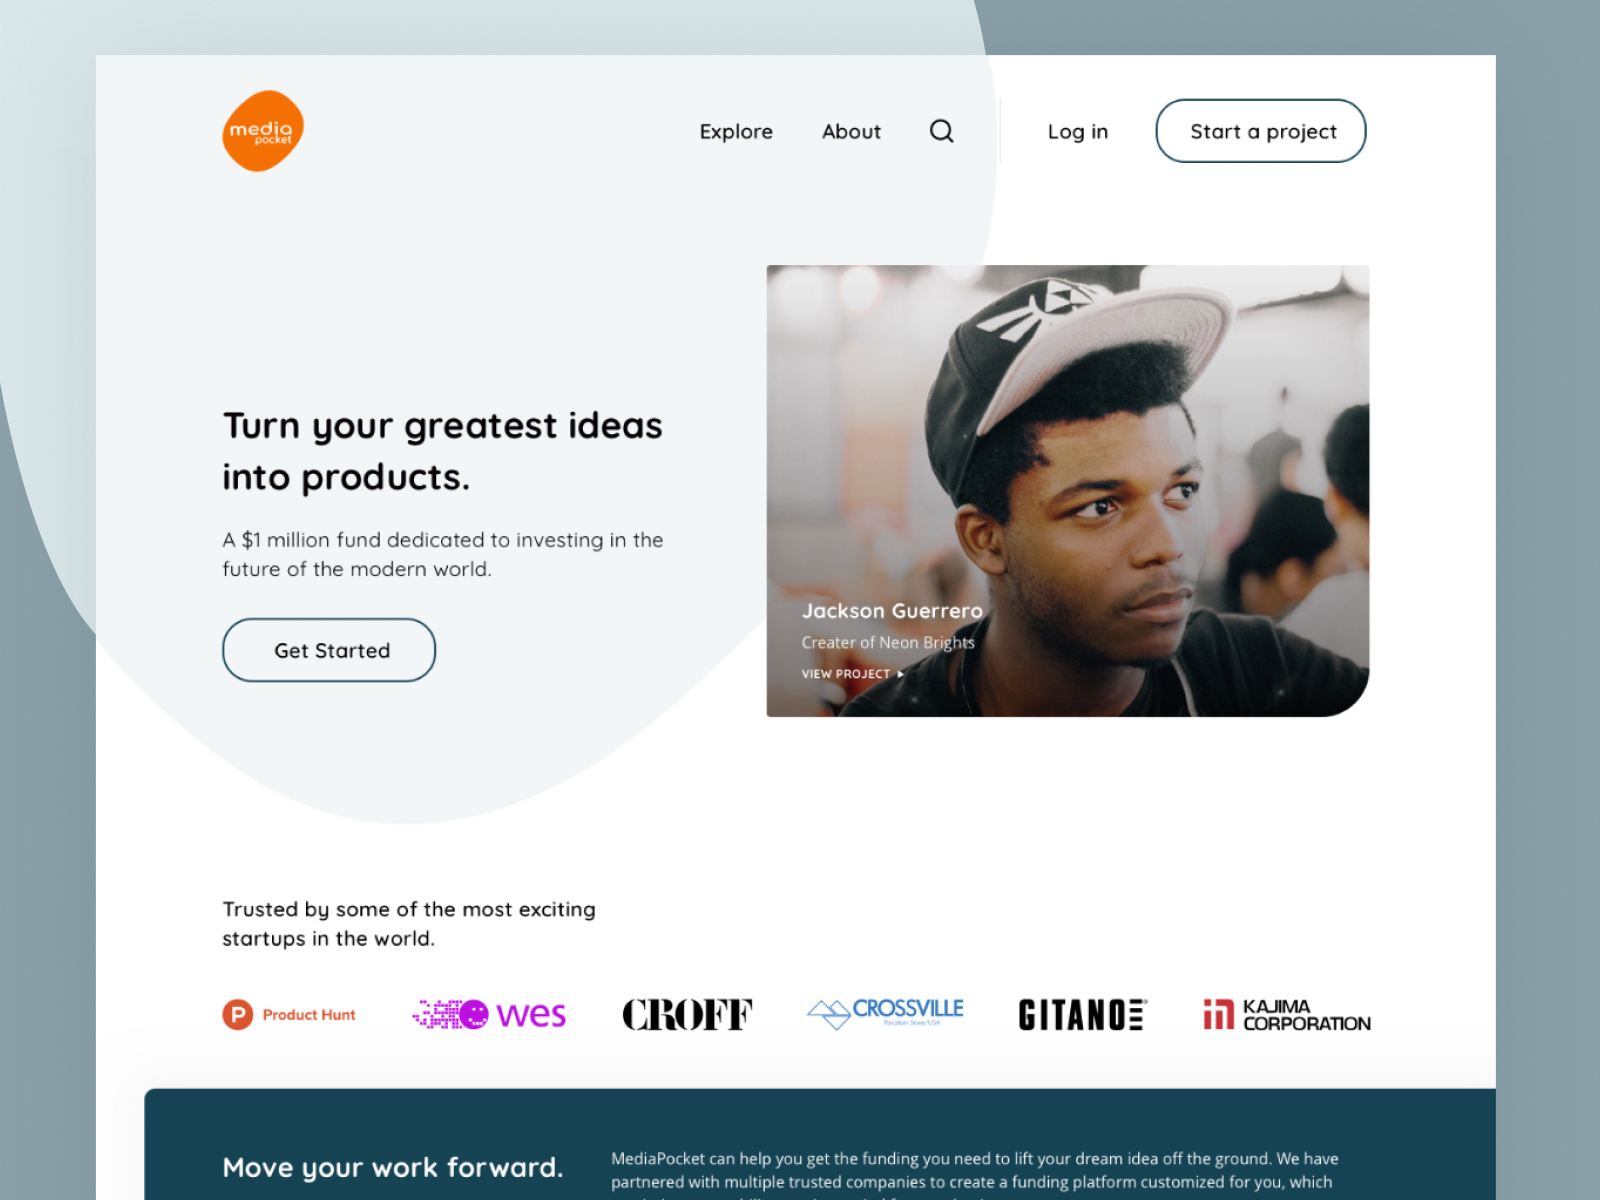 media
pocket
Explore
About
Log in
Start a project
Turn your greatest ideas
into products.
A $1 million fund dedicated to investing in the
future of the modern world.
Get Started
Jackson Guerrero
Creater of Neon Brights
VIEW PROJECT
Trusted by some of the most exciting
startups in the world.
P Product Hunt
wes
CROFF
CROSSVILLE
Porcelain Stone/USA
GITANO
KAJIMA
CORPORATION
Move your work forward.
MediaPocket can help you get the funding you need to lift your dream idea off the ground. We have
partnered with multiple trusted companies to create a funding platform customized for you, which